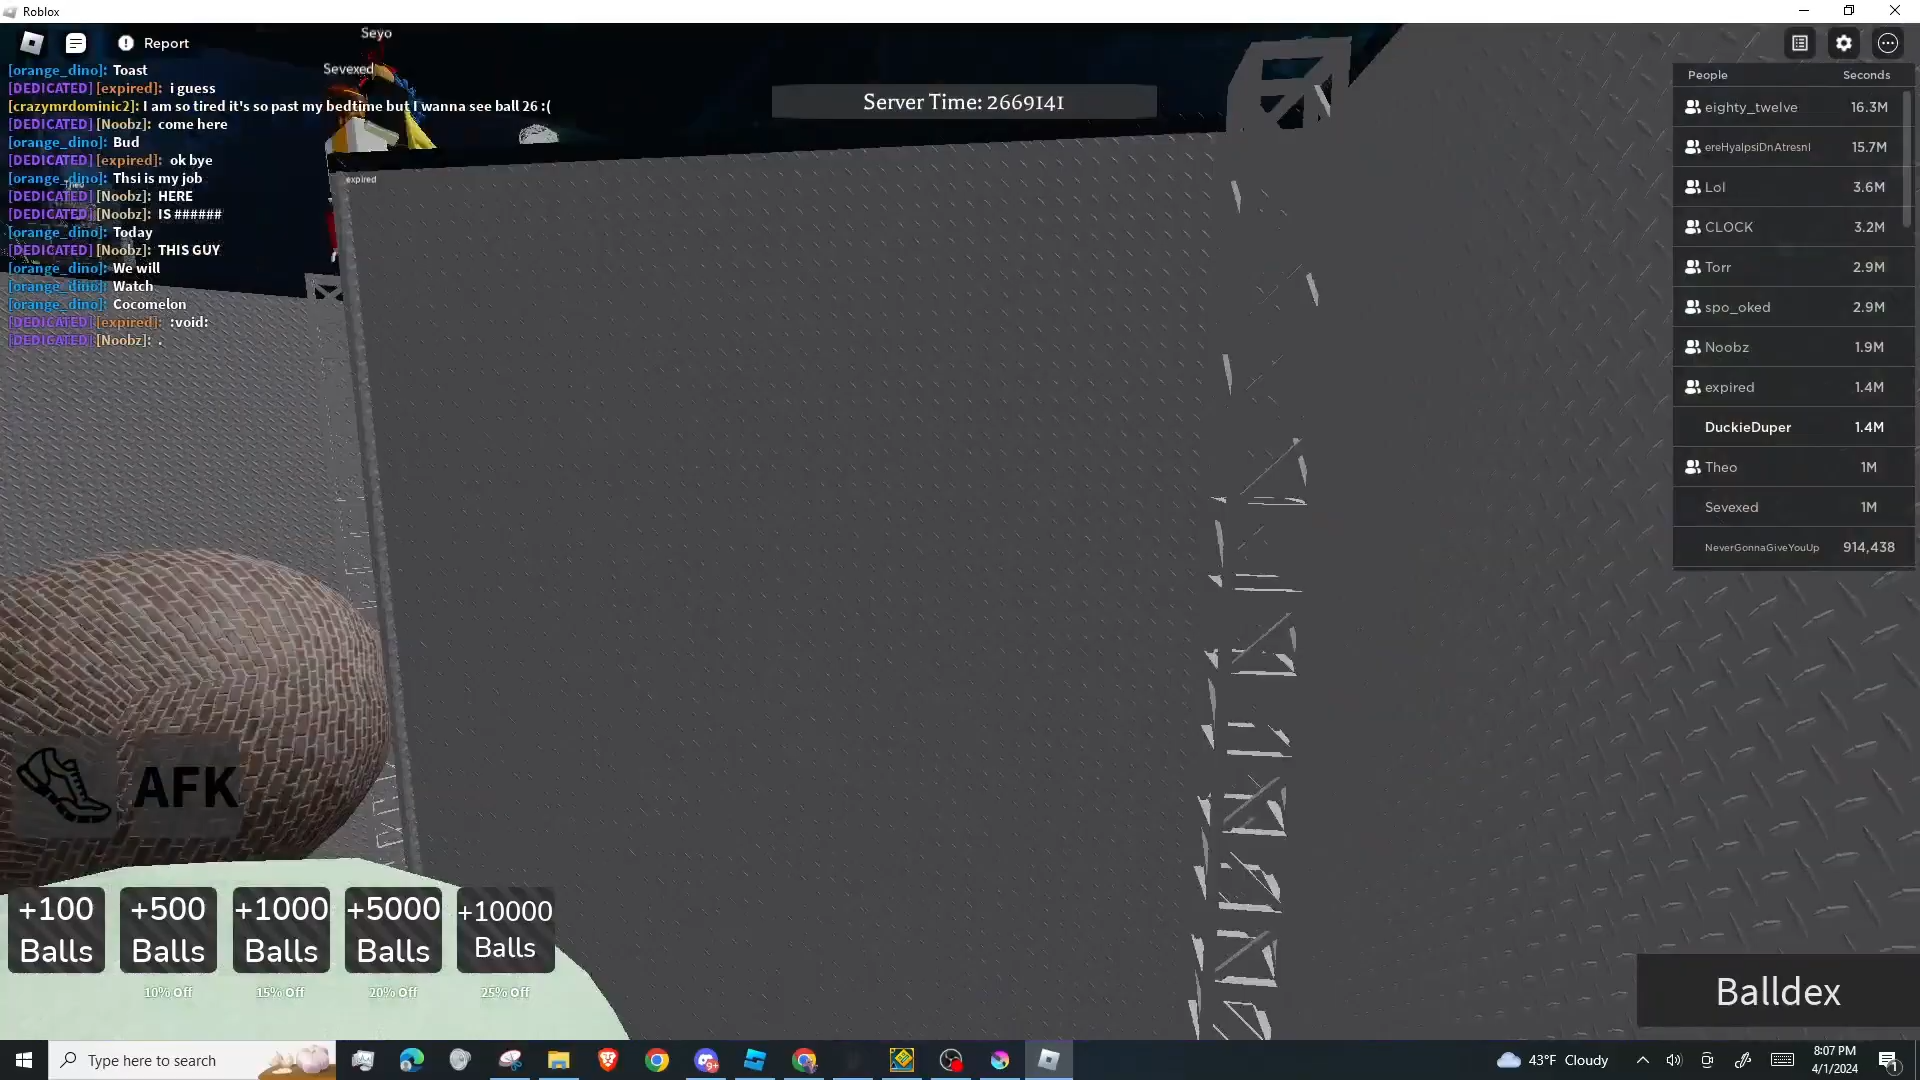 Roblox
Report
Seyo
Sevexed
[orange_dino]: Toast
[DEDICATED] [expired]: i guess
[crazymrdominic2]: I am so tired it's so past my bedtime but I wanna see ball 26 :(
[DEDICATED] [Noobz]: come here
[orange_dino]: Bud
[DEDICATED] [expired]: ok bye
[orange_dino]: Thsi is my job
[DEDICATED] [Noobz]: HERE
[DEDICATED] [Noobz]: IS ######
[orange_dino]: Today
[DEDICATED] [Noobz]: THIS GUY
[orange_dino]: We will
[orange_dino]: Watch
[orange_dino]: Cocomelon
[DEDICATED] [expired]: :void:
[DEDICATED] [Noobz]: .
expired
Server Time: 2669141
People Seconds
eighty_twelve 16.3M
ereHyalpsiDnAtresnI 15.7M
Lol 3.6M
CLOCK 3.2M
Torr 2.9M
spo_oked 2.9M
Noobz 1.9M
expired 1.4M
DuckieDuper 1.4M
Theo 1M
Sevexed 1M
NeverGonnaGiveYouUp 914,438
AFK
+100 Balls
+500 Balls
+1000 Balls
+5000 Balls
+10000 Balls
10% Off
15% Off
20% Off
25% Off
Balldex
Type here to search
9+
43°F Cloudy
8:07 PM
4/1/2024
1